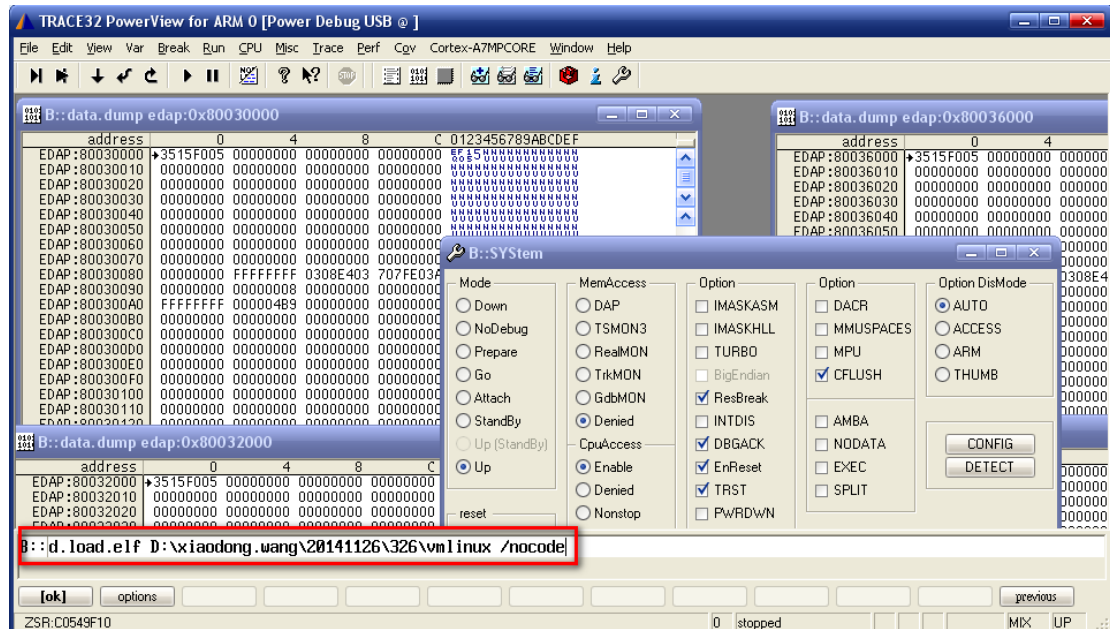 TRACE32 PowerView for ARM 0 [Power Debug USB @ ]
File Edit View Var Break Run CPU Misc Trace Perf Cov Cortex-A7MPCORE Window Help
B::data.dump edap:0x80030000
address 0 4 8 C 0123456789ABCDEF
EDAP:80030000 3515F005 00000000 00000000 00000000
EDAP:80030010 00000000 00000000 00000000 00000000
EDAP:80030020 00000000 00000000 00000000 00000000
EDAP:80030030 00000000 00000000 00000000 00000000
EDAP:80030040 00000000 00000000 00000000 00000000
EDAP:80030050 00000000 00000000 00000000 00000000
EDAP:80030060 00000000 00000000 00000000 00000000
EDAP:80030070 00000000 00000000 00000000
EDAP:80030080 00000000 FFFFFFFF 0308E403 707FE03A
EDAP:80030090 00000000 00000008 00000000
EDAP:800300A0 FFFFFFFF 000004B9 00000000
EDAP:800300B0 00000000 00000000 00000000
EDAP:800300C0 00000000 00000000 00000000
EDAP:800300D0 00000000 00000000 00000000
EDAP:800300E0 00000000 00000000 00000000
EDAP:800300F0 00000000 00000000 00000000
EDAP:80030100 00000000 00000000 00000000
EDAP:80030110 00000000 00000000 00000000
B::data.dump edap:0x80036000
address 0 4
EDAP:80036000 3515F005 00000000 000000
EDAP:80036010 00000000 00000000 000000
EDAP:80036020 00000000 00000000 000000
EDAP:80036030 00000000 00000000 000000
EDAP:80036040 00000000 00000000 000000
EDAP:80036050 00000000 00000000 000000
B::data.dump edap:0x80032000
address 0 4 8 C
EDAP:80032000 3515F005 00000000 00000000 00000000
EDAP:80032010 00000000 00000000 00000000 00000000
EDAP:80032020 00000000 00000000 00000000 00000000
B::SYStem
Mode
Down
NoDebug
Prepare
Go
Attach
StandBy
Up (StandBy)
Up
reset
MemAccess
DAP
TSMON3
RealMON
TrkMON
GdbMON
Denied
CpuAccess
Enable
Denied
Nonstop
Option
IMASKASM
IMASKHLL
TURBO
BigEndian
ResBreak
INTDIS
DBGACK
EnReset
TRST
PWRDWN
Option
DACR
MMUSPACES
MPU
CFLUSH
AMBA
NODATA
EXEC
SPLIT
Option DisMode
AUTO
ACCESS
ARM
THUMB
CONFIG
DETECT
B::d.load.elf D:\xiaodong.wang\20141126\326\vmlinux /nocode
[ok] options previous
ZSR:C0549F10 0 stopped MIX UP